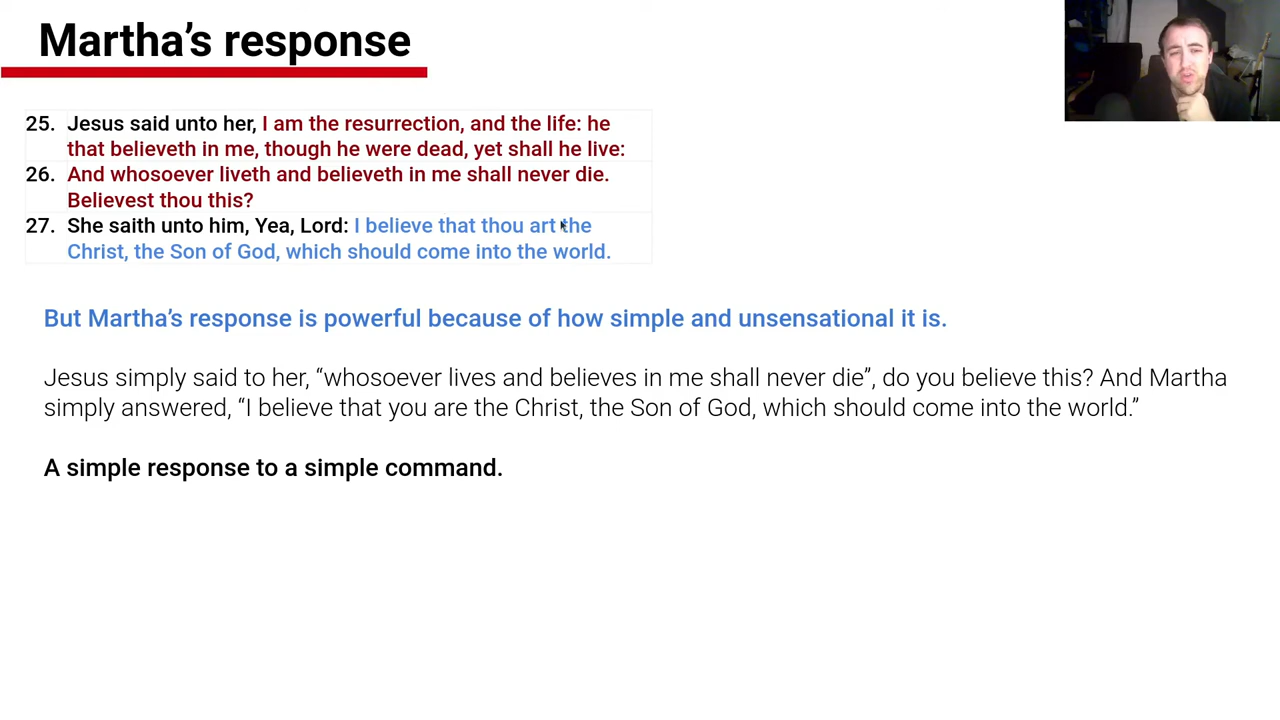 Martha’s response
25. Jesus said unto her, I am the resurrection, and the life: he
that believeth in me, though he were dead, yet shall he live:
26. And whosoever liveth and believeth in me shall never die.
Believest thou this?
27. She saith unto him, Yea, Lord: I believe that thou art the
Christ, the Son of God, which should come into the world.
But Martha’s response is powerful because of how simple and unsensational it is.
Jesus simply said to her, “whosoever lives and believes in me shall never die”, do you believe this? And Martha
simply answered, “I believe that you are the Christ, the Son of God, which should come into the world.”
A simple response to a simple command.